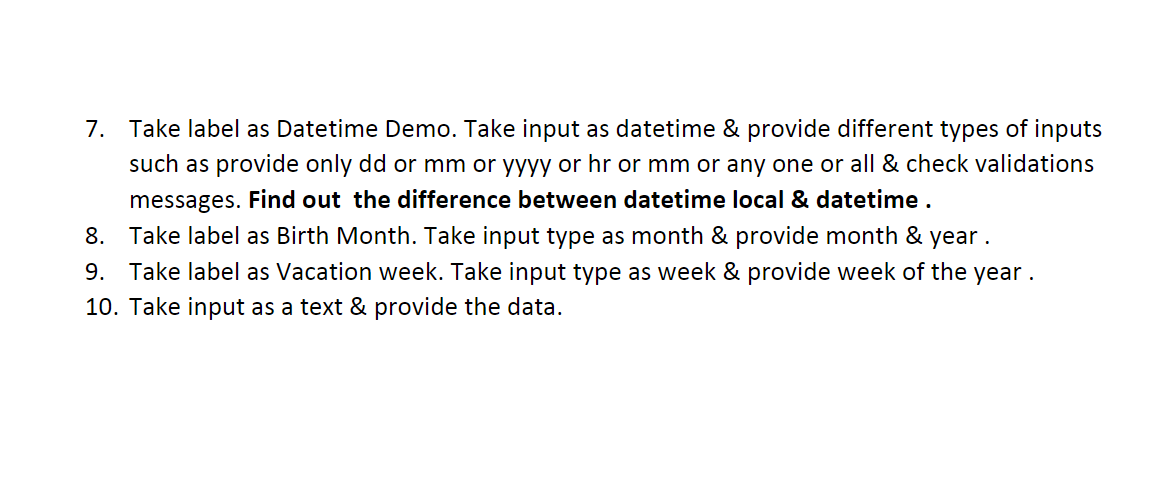 7. Take label as Datetime Demo. Take input as datetime & provide different types of inputs
such as provide only dd or mm or yyyy or hr or mm or any one or all & check validations
messages. Find out the difference between datetime local & datetime .
8. Take label as Birth Month. Take input type as month & provide month & year .
9. Take label as Vacation week. Take input type as week & provide week of the year .
10. Take input as a text & provide the data.